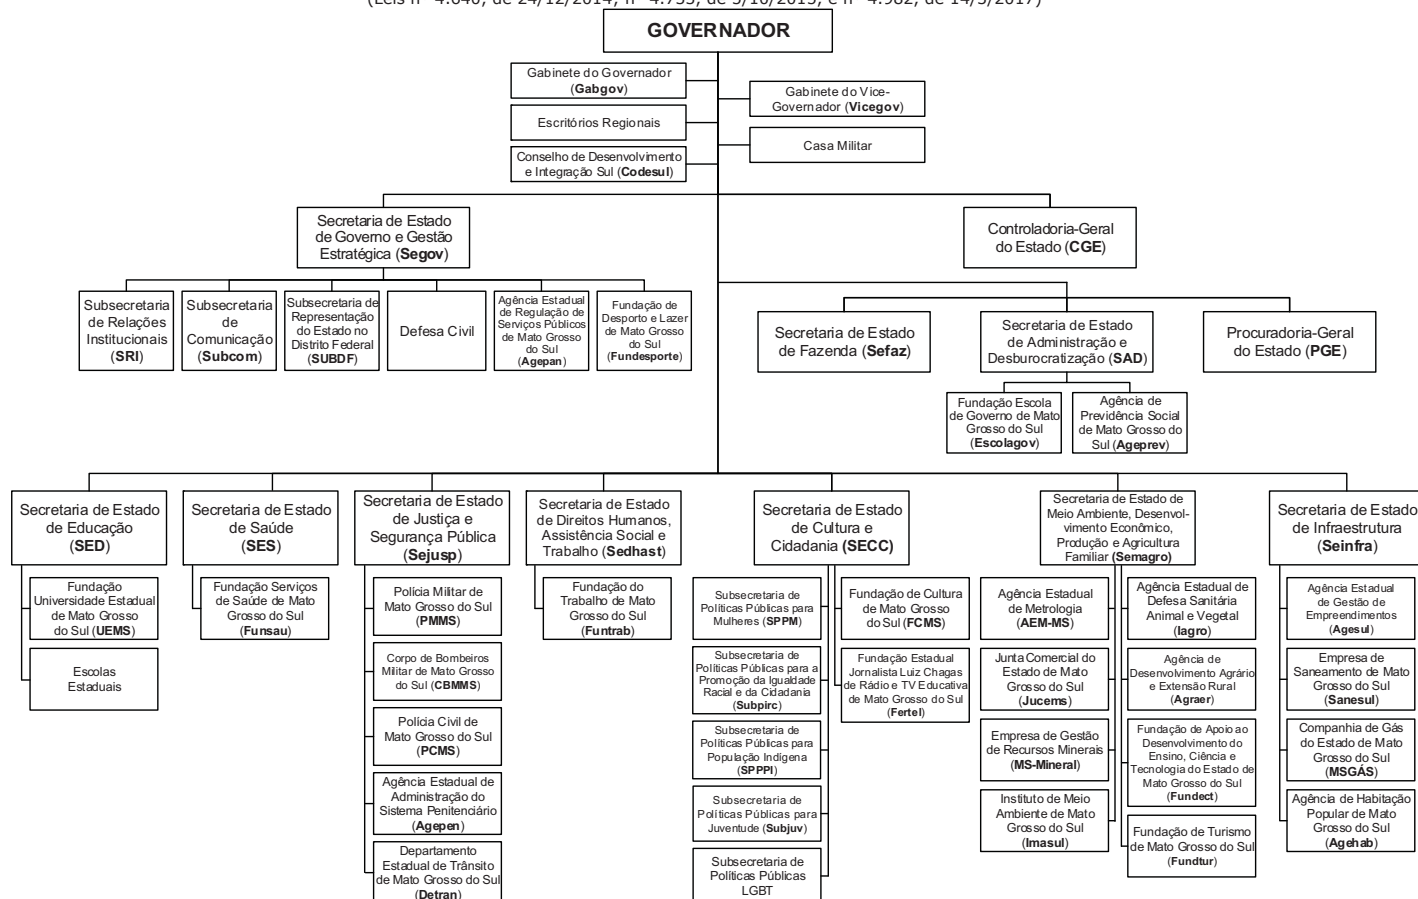 (Leis nº 4.640, de 24/12/2014, nº 4.733, de 5/10/2015, e nº 4.982, de 14/3/2017)
GOVERNADOR
Gabinete do Governador
(Gabgov)
Gabinete do Vice-
Governador (Vicegov)
Escritórios Regionais
Casa Militar
Conselho de Desenvolvimento
e Integração Sul (Codesul)
Secretaria de Estado
de Governo e Gestão
Estratégica (Segov)
Controladoria-Geral
do Estado (CGE)
Subsecretaria
de Relações
Institucionais
(SRI)
Subsecretaria
de
Comunicação
(Subcom)
Subsecretaria de
Representação
do Estado no
Distrito Federal
(SUBDF)
Defesa Civil
Agência Estadual
de Regulação de
Serviços Públicos
de Mato Grosso
do Sul
(Agepan)
Fundação de
Desporto e Lazer
de Mato Grosso
do Sul
(Fundesporte)
Secretaria de Estado
de Fazenda (Sefaz)
Secretaria de Estado
de Administração e
Desburocratização (SAD)
Procuradoria-Geral
do Estado (PGE)
Fundação Escola
de Governo de Mato
Grosso do Sul
(Escolagov)
Agência de
Previdência Social
de Mato Grosso do
Sul (Ageprev)
Secretaria de Estado
de Educação
(SED)
Secretaria de Estado
de Saúde
(SES)
Secretaria de Estado
de Justiça e
Segurança Pública
(Sejusp)
Secretaria de Estado
de Direitos Humanos,
Assistência Social e
Trabalho (Sedhast)
Secretaria de Estado
de Cultura e
Cidadania (SECC)
Secretaria de Estado de
Meio Ambiente, Desenvol-
vimento Econômico,
Produção e Agricultura
Familiar (Semagro)
Secretaria de Estado
de Infraestrutura
(Seinfra)
Fundação
Universidade Estadual
de Mato Grosso
do Sul (UEMS)
Escolas
Estaduais
Fundação Serviços
de Saúde de Mato
Grosso do Sul
(Funsau)
Polícia Militar de
Mato Grosso do Sul
(PMMS)
Corpo de Bombeiros
Militar de Mato Grosso
do Sul (CBMMS)
Polícia Civil de
Mato Grosso do Sul
(PCMS)
Agência Estadual de
Administração do
Sistema Penitenciário
(Agepen)
Departamento
Estadual de Trânsito
de Mato Grosso do Sul
(Detran)
Fundação do
Trabalho de Mato
Grosso do Sul
(Funtrab)
Subsecretaria de
Políticas Públicas para
Mulheres (SPPM)
Subsecretaria de
Políticas Públicas para a
Promoção da Igualdade
Racial e da Cidadania
(Subpirc)
Subsecretaria de
Políticas Públicas para
População Indígena
(SPPPI)
Subsecretaria de
Políticas Públicas para
Juventude (Subjuv)
Subsecretaria de
Políticas Públicas
LGBT
Fundação de Cultura
de Mato Grosso
do Sul (FCMS)
Fundação Estadual
Jornalista Luiz Chagas
de Rádio e TV Educativa
de Mato Grosso do Sul
(Fertel)
Agência Estadual
de Metrologia
(AEM-MS)
Junta Comercial do
Estado de Mato
Grosso do Sul
(Jucems)
Empresa de Gestão
de Recursos Minerais
(MS-Mineral)
Instituto de Meio
Ambiente de Mato
Grosso do Sul
(Imasul)
Agência Estadual de
Defesa Sanitária
Animal e Vegetal
(Iagro)
Agência de
Desenvolvimento Agrário
e Extensão Rural
(Agraer)
Fundação de Apoio ao
Desenvolvimento do
Ensino, Ciência e
Tecnologia do Estado de
Mato Grosso do Sul
(Fundect)
Fundação de Turismo
de Mato Grosso do Sul
(Fundtur)
Agência Estadual
de Gestão de
Empreendimentos
(Agesul)
Empresa de
Saneamento de Mato
Grosso do Sul
(Sanesul)
Companhia de Gás
do Estado de Mato
Grosso do Sul
(MSGÁS)
Agência de Habitação
Popular de Mato
Grosso do Sul
(Agehab)